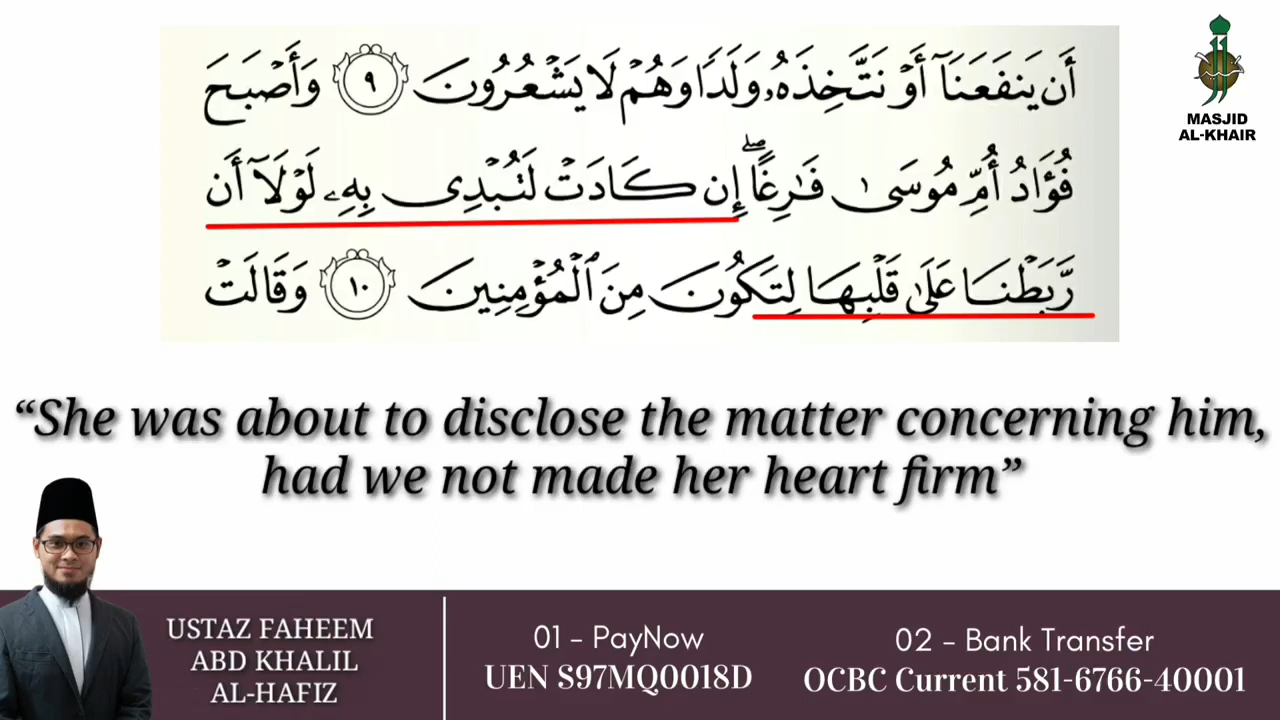 أَن يَنفَعَنَآ أَوْ نَتَّخِذَهُۥ وَلَدًا وَهُمْ لَا يَشْعُرُونَ ٩ وَأَصْبَحَ
فُؤَادُ أُمِّ مُوسَىٰ فَٰرِغًا ۖ إِن كَادَتْ لَتُبْدِى بِهِۦ لَوْلَآ أَن
رَّبَطْنَا عَلَىٰ قَلْبِهَا لِتَكُونَ مِنَ ٱلْمُؤْمِنِينَ ١٠ وَقَالَتْ
MASJID
AL-KHAIR
“She was about to disclose the matter concerning him,
had we not made her heart firm”
USTAZ FAHEEM
ABD KHALIL
AL-HAFIZ
01 – PayNow
UEN S97MQ0018D
02 – Bank Transfer
OCBC Current 581-6766-40001